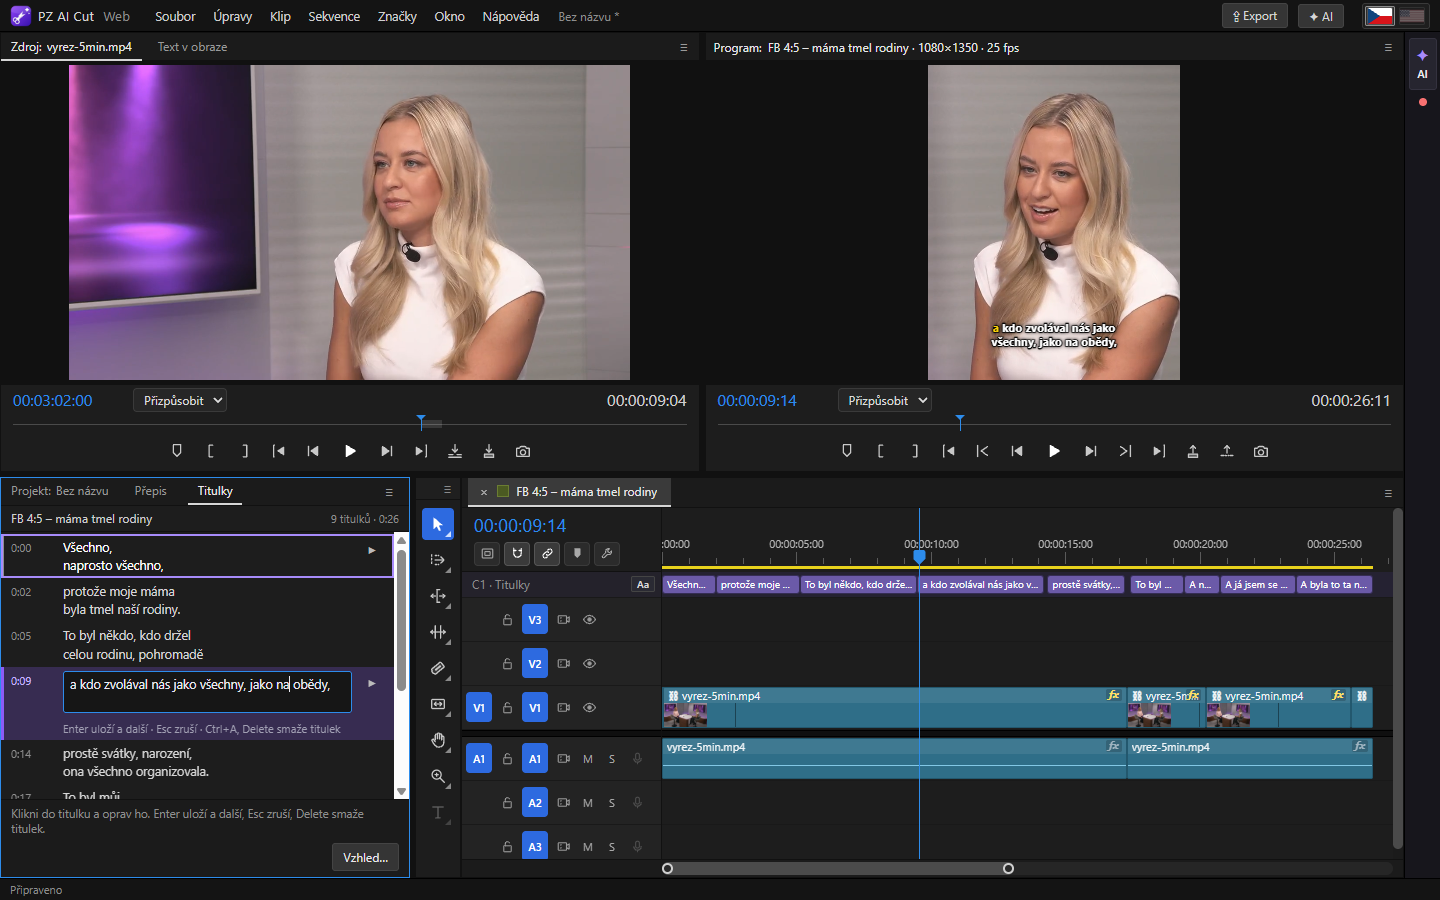 PZ AI Cut Web Soubor Úpravy Klip Sekvence Značky Okno Nápověda Bez názvu * Export AI
Zdroj: vyrez-5min.mp4 Text v obraze
Program: FB 4:5 – máma tmel rodiny · 1080×1350 · 25 fps
AI
a kdo zvolával nás jako
všechny, jako na obědy,
00:03:02:00 Přizpůsobit 00:00:09:04
00:00:09:14 Přizpůsobit 00:00:26:11
Projekt: Bez názvu Přepis Titulky
FB 4:5 – máma tmel rodiny 9 titulků · 0:26
0:00 Všechno,
naprosto všechno,
0:02 protože moje máma
byla tmel naší rodiny.
0:05 To byl někdo, kdo držel
celou rodinu, pohromadě
0:09 a kdo zvolával nás jako všechny, jako na obědy,
Enter uloží a další · Esc zruší · Ctrl+A, Delete smaže titulek
0:14 prostě svátky, narození,
ona všechno organizovala.
0:17 To byl můj
Klikni do titulku a oprav ho. Enter uloží a další, Esc zruší, Delete smaže
titulek.
Vzhled...
× FB 4:5 – máma tmel rodiny
00:00:09:14
:00:00 00:00:05:00 00:00:10:00 00:00:15:00 00:00:20:00 00:00:25:00
C1 · Titulky Aa Všechn... protože moje ... To byl někdo, kdo drže... a kdo zvolával nás jako v... prostě svátky,... To byl ... A n... A já jsem se ... A byla to ta n...
V3
V2
V1 V1 vyrez-5min.mp4 fx vyrez-5m fx vyrez-5min.mp4 fx
A1 A1 M S vyrez-5min.mp4 fx vyrez-5min.mp4 fx
A2 M S
A3 M S
T
Připraveno